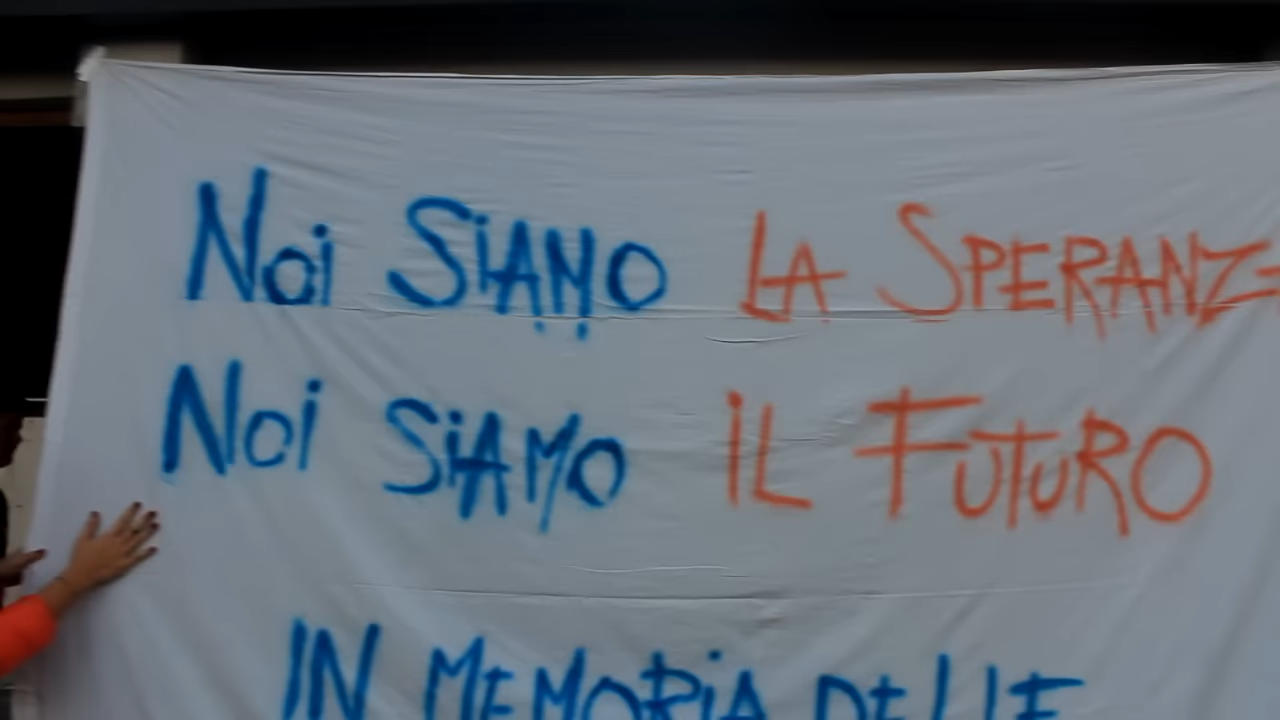 Noi SiAMO LA SPERANZ
Noi SiAMO iL FUTURO
IN MEMORiA DELLE